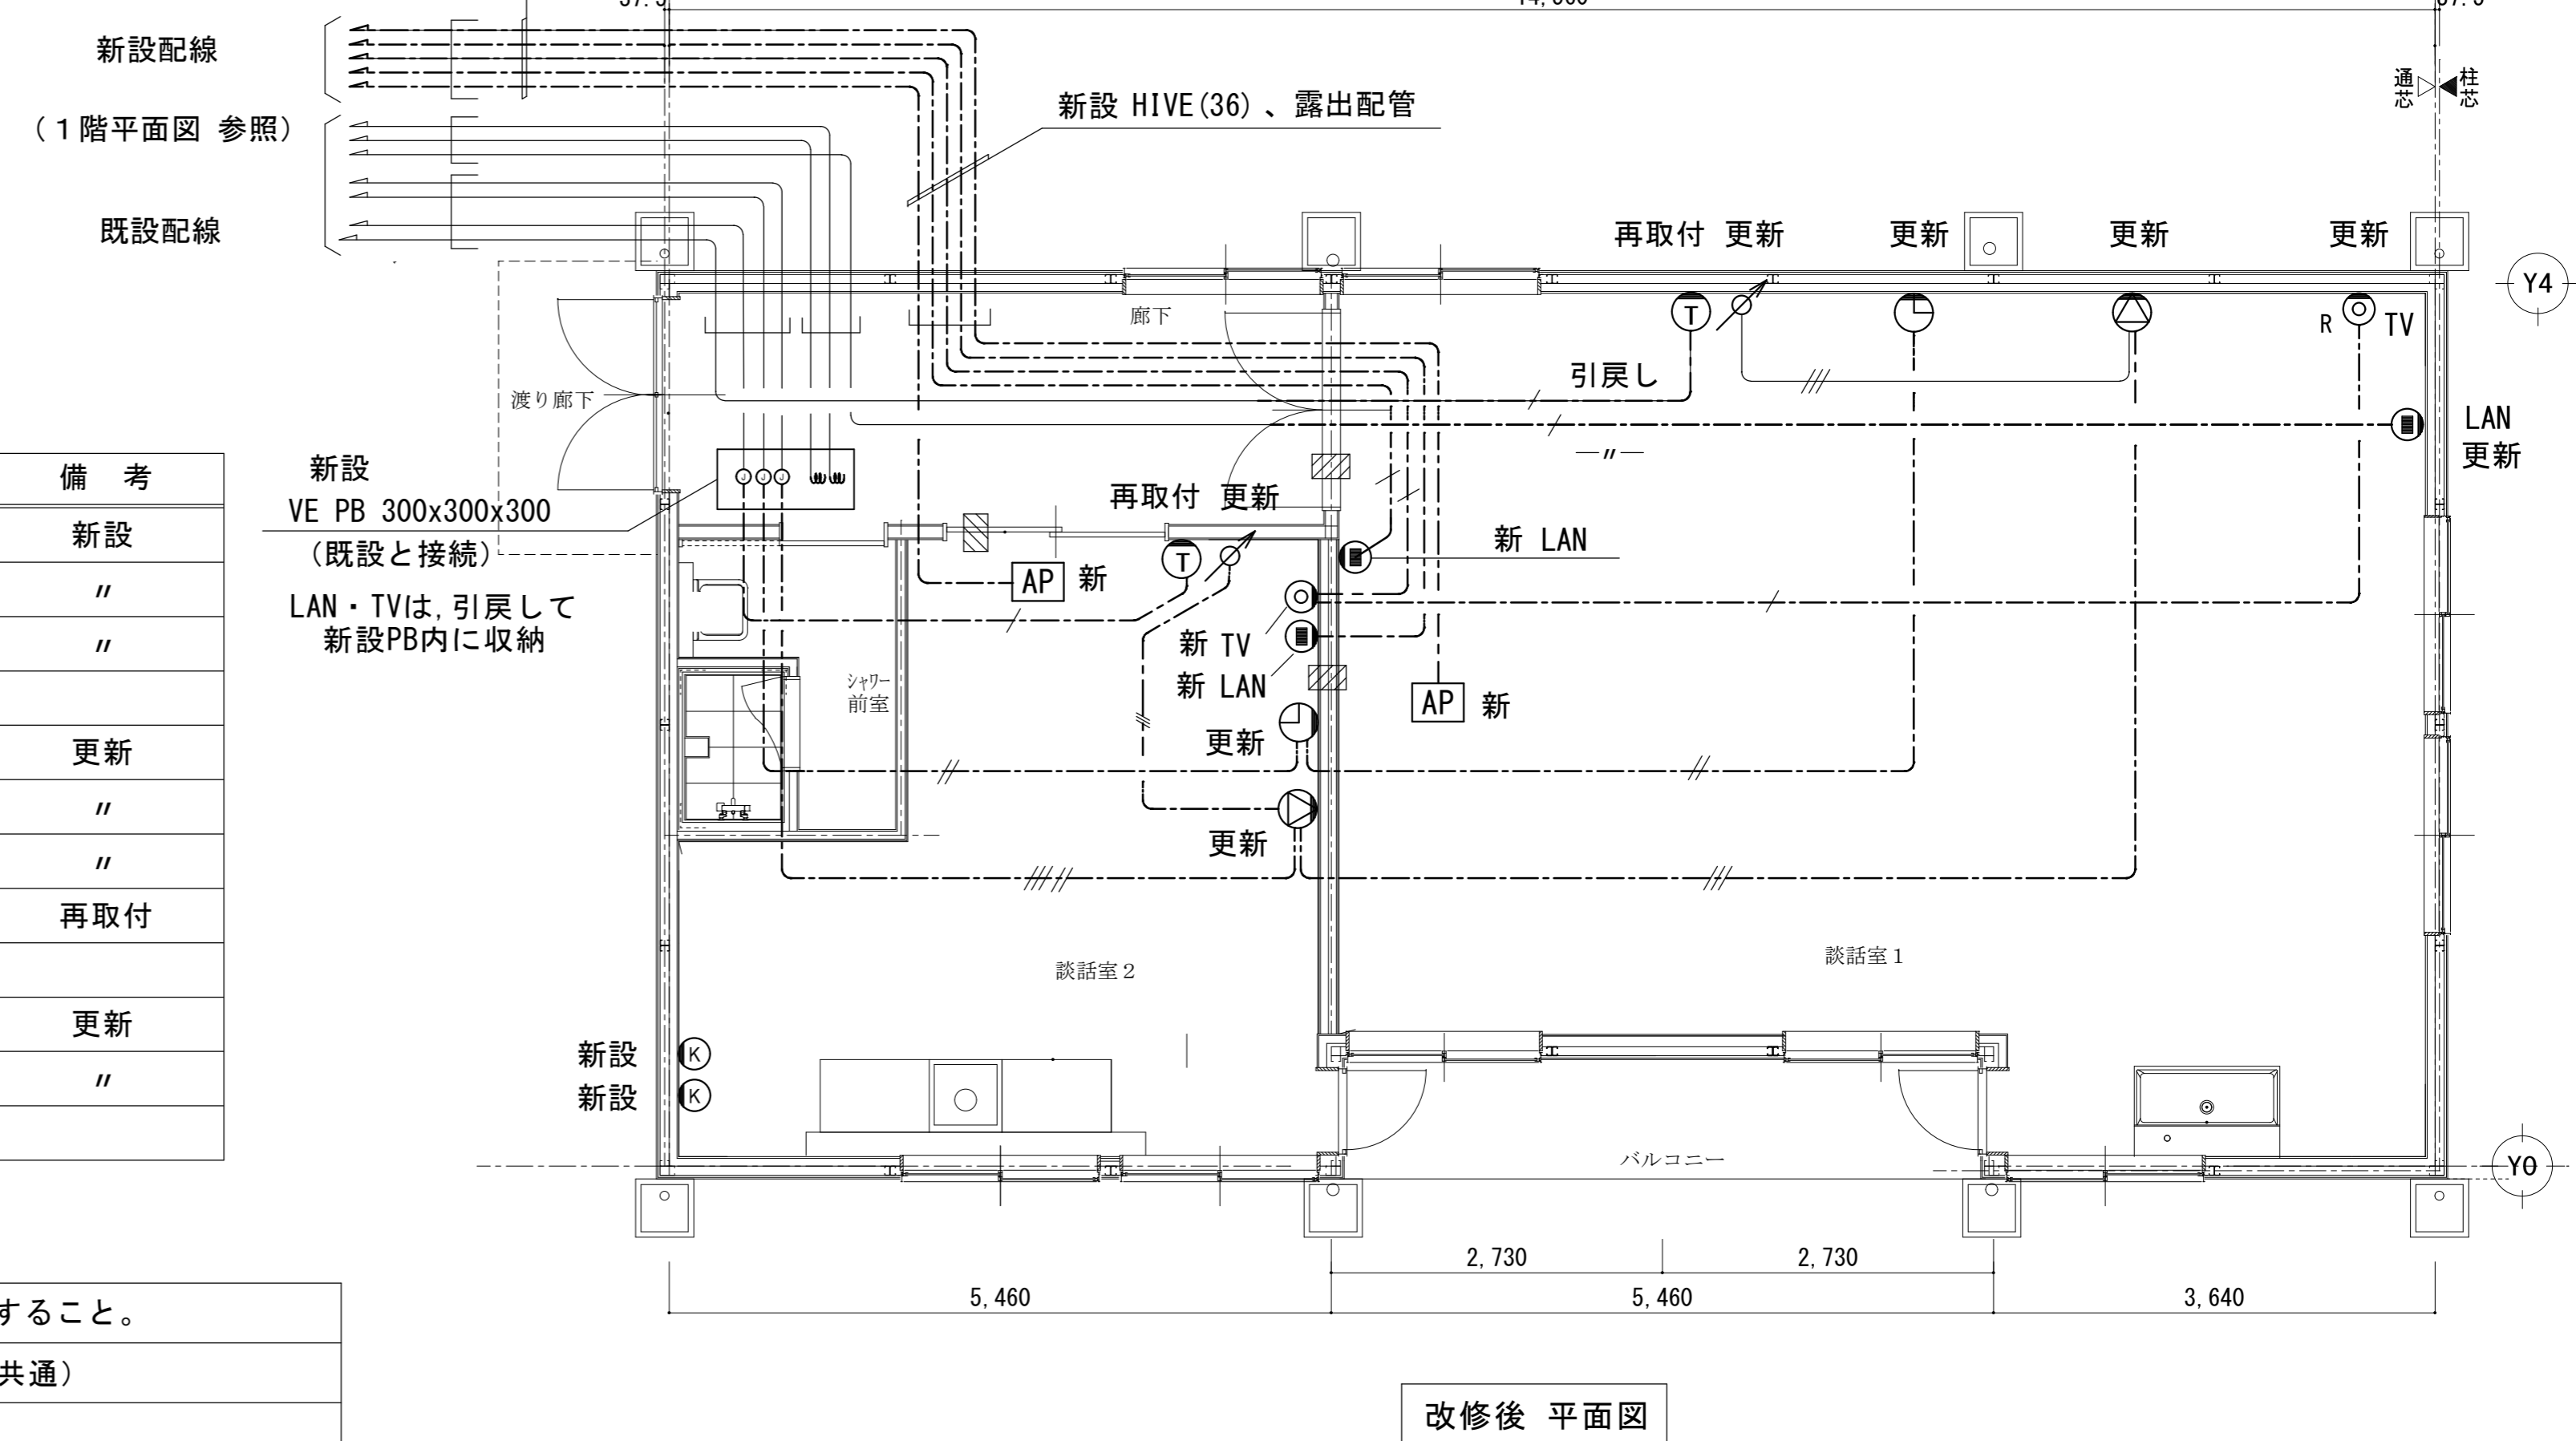 新設配線
（１階平面図 参照）
既設配線
新設 HIVE(36)、露出配管
通芯
柱芯
再取付 更新
更新
更新
更新
Y4
廊下
T
R
TV
引戻し
渡り廊下
LAN
更新
〃
備 考
新設
〃
〃
更新
〃
〃
再取付
更新
〃
新設
VE PB 300x300x300
（既設と接続）
LAN・TVは,引戻して
新設PB内に収納
J
J
J
再取付 更新
T
AP 新
新 LAN
新 TV
新 LAN
AP 新
シャワー
前室
更新
更新
談話室２
談話室１
新設 K
新設 K
バルコニー
Y0
2,730
2,730
5,460
5,460
3,640
すること。
共通）
改修後 平面図